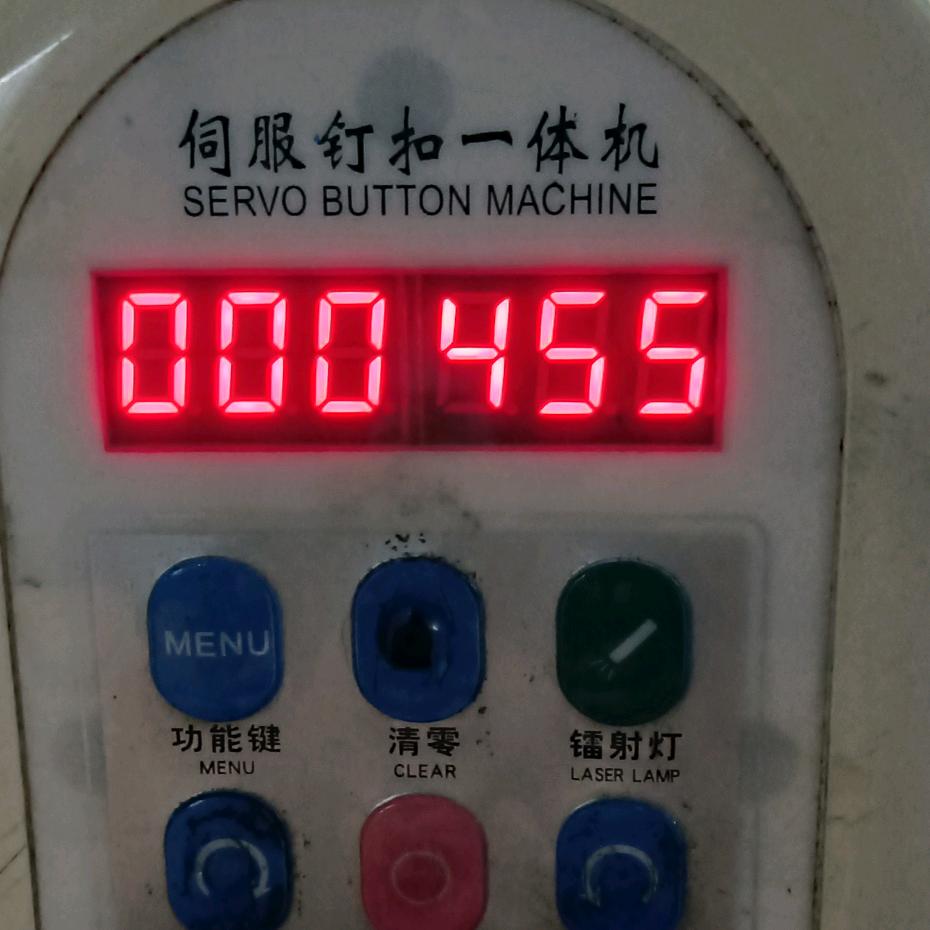 伺服钉扣一体机
SERVO BUTTON MACHINE
000455
MENU
功能键 清零 镭射灯
MENU CLEAR LASER LAMP